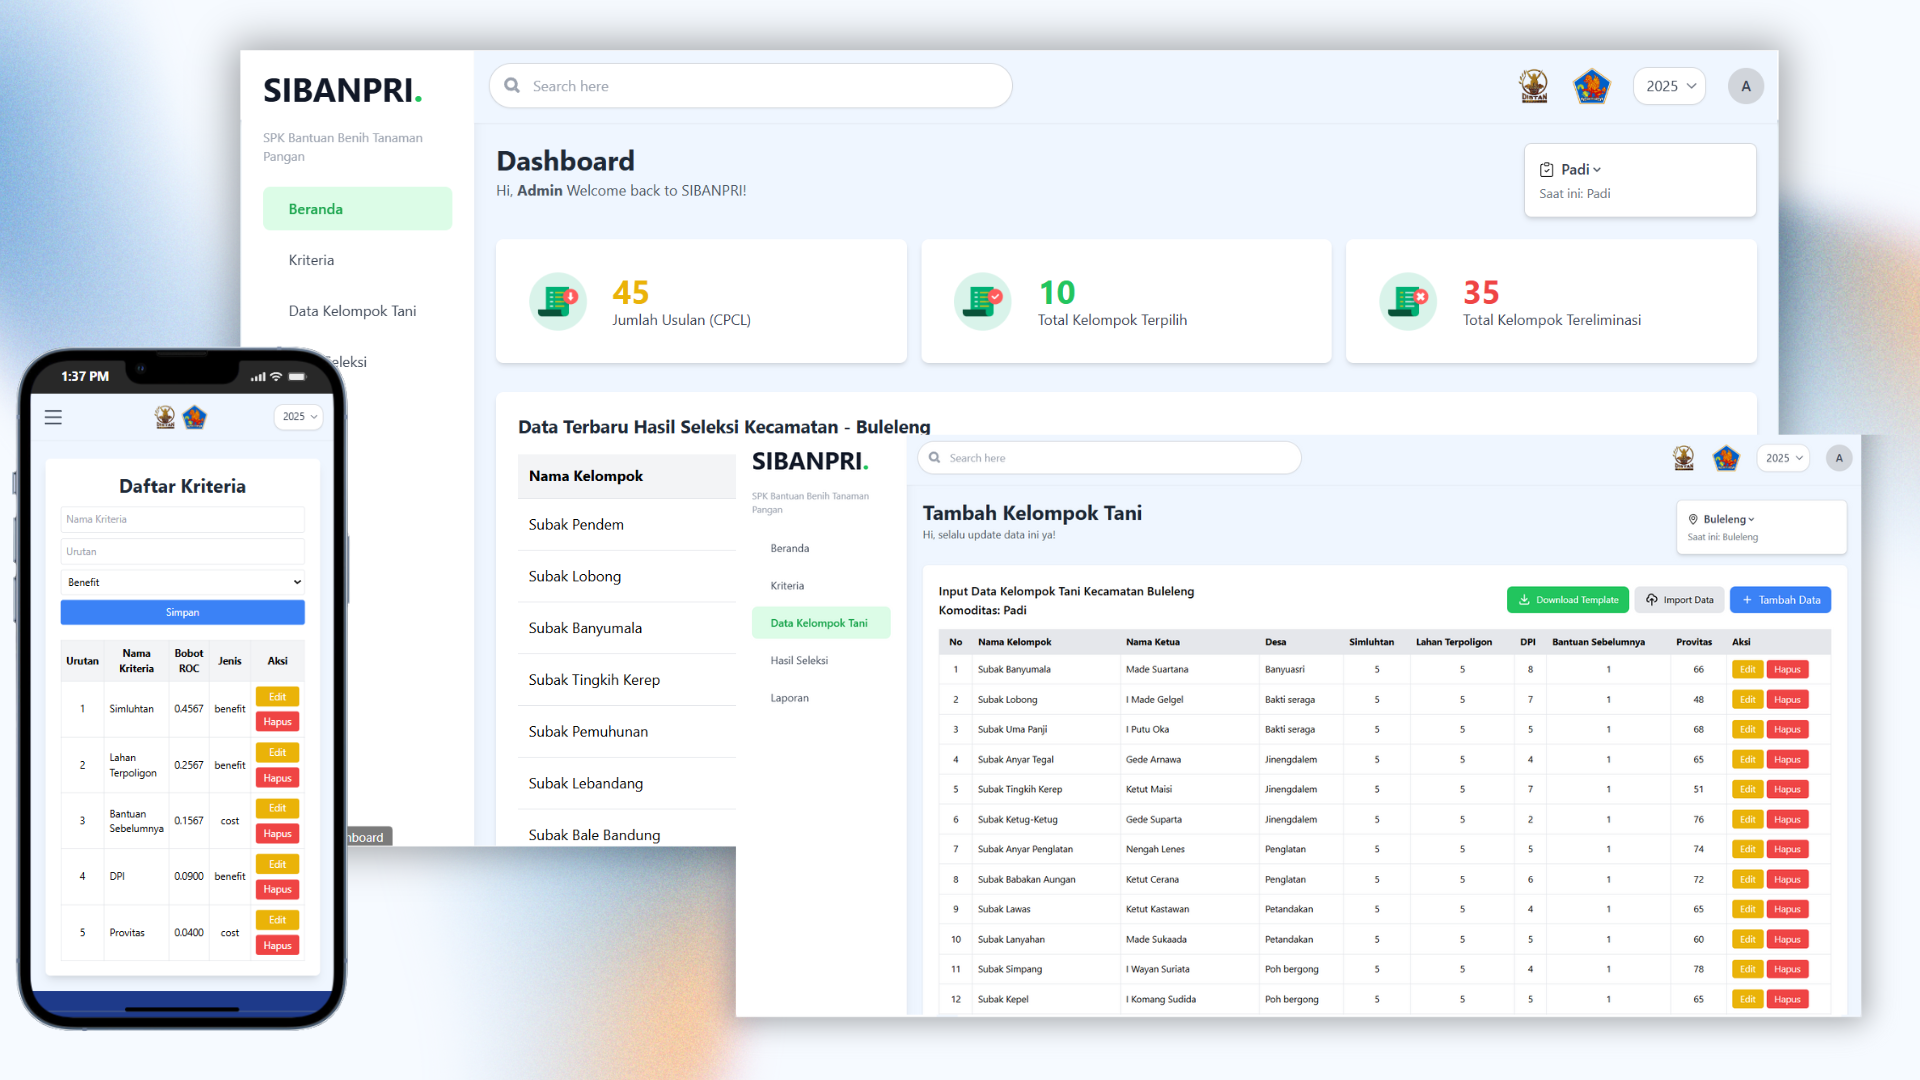 SIBANPRI.
SPK Bantuan Benih Tanaman
Pangan
Beranda
Kriteria
Data Kelompok Tani
eleksi
nboard
Search here
DISTAN
2025
A
Dashboard
Hi, Admin Welcome back to SIBANPRI!
Padi
Saat ini: Padi
45
Jumlah Usulan (CPCL)
10
Total Kelompok Terpilih
35
Total Kelompok Tereliminasi
Data Terbaru Hasil Seleksi Kecamatan - Buleleng
Nama Kelompok
Subak Pendem
Subak Lobong
Subak Banyumala
Subak Tingkih Kerep
Subak Pemuhunan
Subak Lebandang
Subak Bale Bandung
1:37 PM
DISTAN
2025
Daftar Kriteria
Nama Kriteria
Urutan
Benefit
Simpan
Urutan Nama Kriteria Bobot ROC Jenis Aksi
1 Simluhtan 0.4567 benefit Edit Hapus
2 Lahan Terpoligon 0.2567 benefit Edit Hapus
3 Bantuan Sebelumnya 0.1567 cost Edit Hapus
4 DPI 0.0900 benefit Edit Hapus
5 Provitas 0.0400 cost Edit Hapus
SIBANPRI.
SPK Bantuan Benih Tanaman
Pangan
Beranda
Kriteria
Data Kelompok Tani
Hasil Seleksi
Laporan
Search here
DISTAN
2025
A
Tambah Kelompok Tani
Hi, selalu update data ini ya!
Buleleng
Saat ini: Buleleng
Input Data Kelompok Tani Kecamatan Buleleng
Komoditas: Padi
Download Template
Import Data
+ Tambah Data
No Nama Kelompok Nama Ketua Desa Simluhtan Lahan Terpoligon DPI Bantuan Sebelumnya Provitas Aksi
1 Subak Banyumala Made Suartana Banyuasri 5 5 8 1 66 Edit Hapus
2 Subak Lobong I Made Gelgel Bakti seraga 5 5 7 1 48 Edit Hapus
3 Subak Uma Panji I Putu Oka Bakti seraga 5 5 5 1 68 Edit Hapus
4 Subak Anyar Tegal Gede Arnawa Jinengdalem 5 5 4 1 65 Edit Hapus
5 Subak Tingkih Kerep Ketut Maisi Jinengdalem 5 5 7 1 51 Edit Hapus
6 Subak Ketug-Ketug Gede Suparta Jinengdalem 5 5 2 1 76 Edit Hapus
7 Subak Anyar Penglatan Nengah Lenes Penglatan 5 5 5 1 74 Edit Hapus
8 Subak Babakan Aungan Ketut Cerana Penglatan 5 5 6 1 72 Edit Hapus
9 Subak Lawas Ketut Kastawan Petandakan 5 5 4 1 65 Edit Hapus
10 Subak Lanyahan Made Sukaada Petandakan 5 5 5 1 60 Edit Hapus
11 Subak Simpang I Wayan Suriata Poh bergong 5 5 4 1 78 Edit Hapus
12 Subak Kepel I Komang Sudida Poh bergong 5 5 5 1 65 Edit Hapus